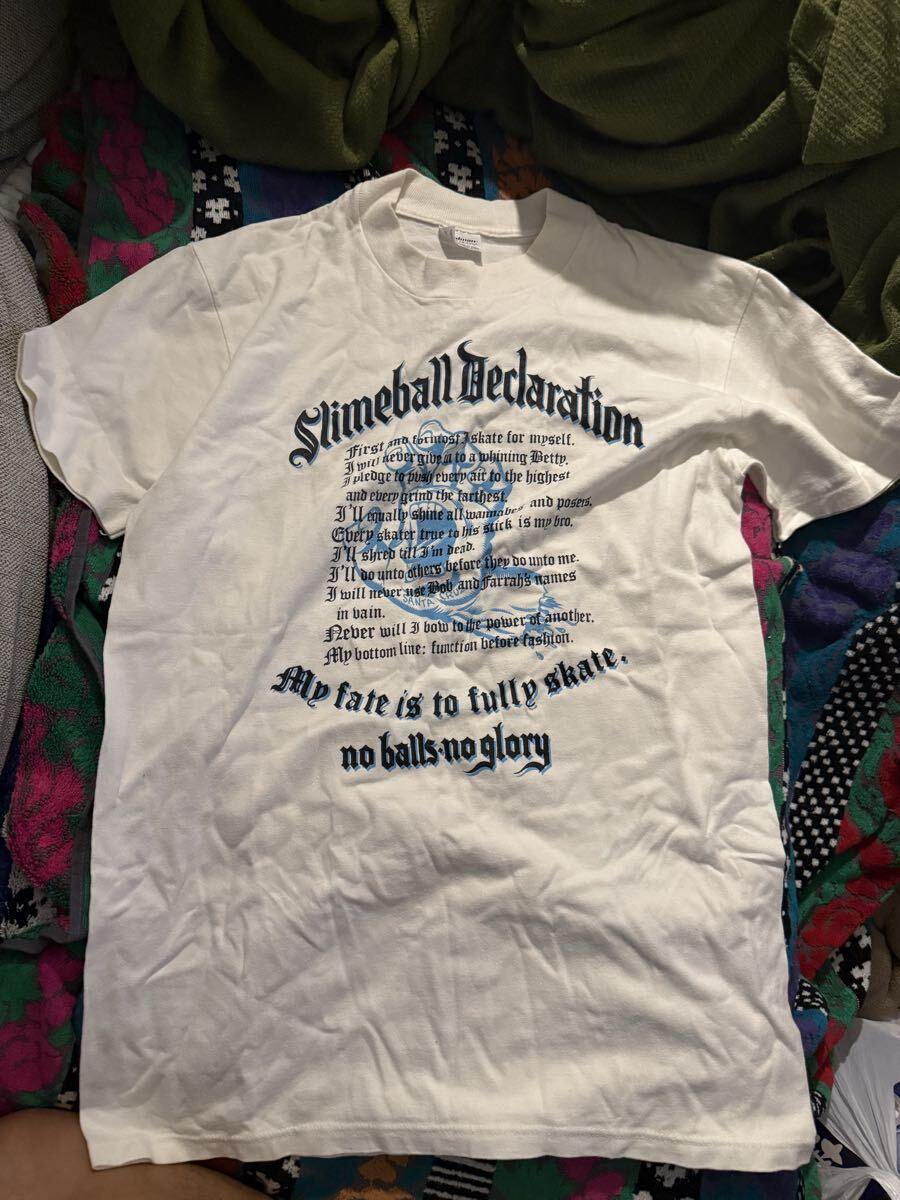 Slimeball Declaration
First and formost I skate for myself.
I will never give it to a whining Betty.
I pledge to push every air to the highest
and every grind the farthest.
I'll equally shine all wannabes and posers.
Every skater true to his stick is my bro.
I'll shred till I'm dead.
I'll do unto others before they do unto me.
I will never use Bob and Farrah's names
in vain.
Never will I bow to the power of another.
My bottom line: function before fashion.
SANTA CRUZ
My fate is to fully skate.
no balls·no glory